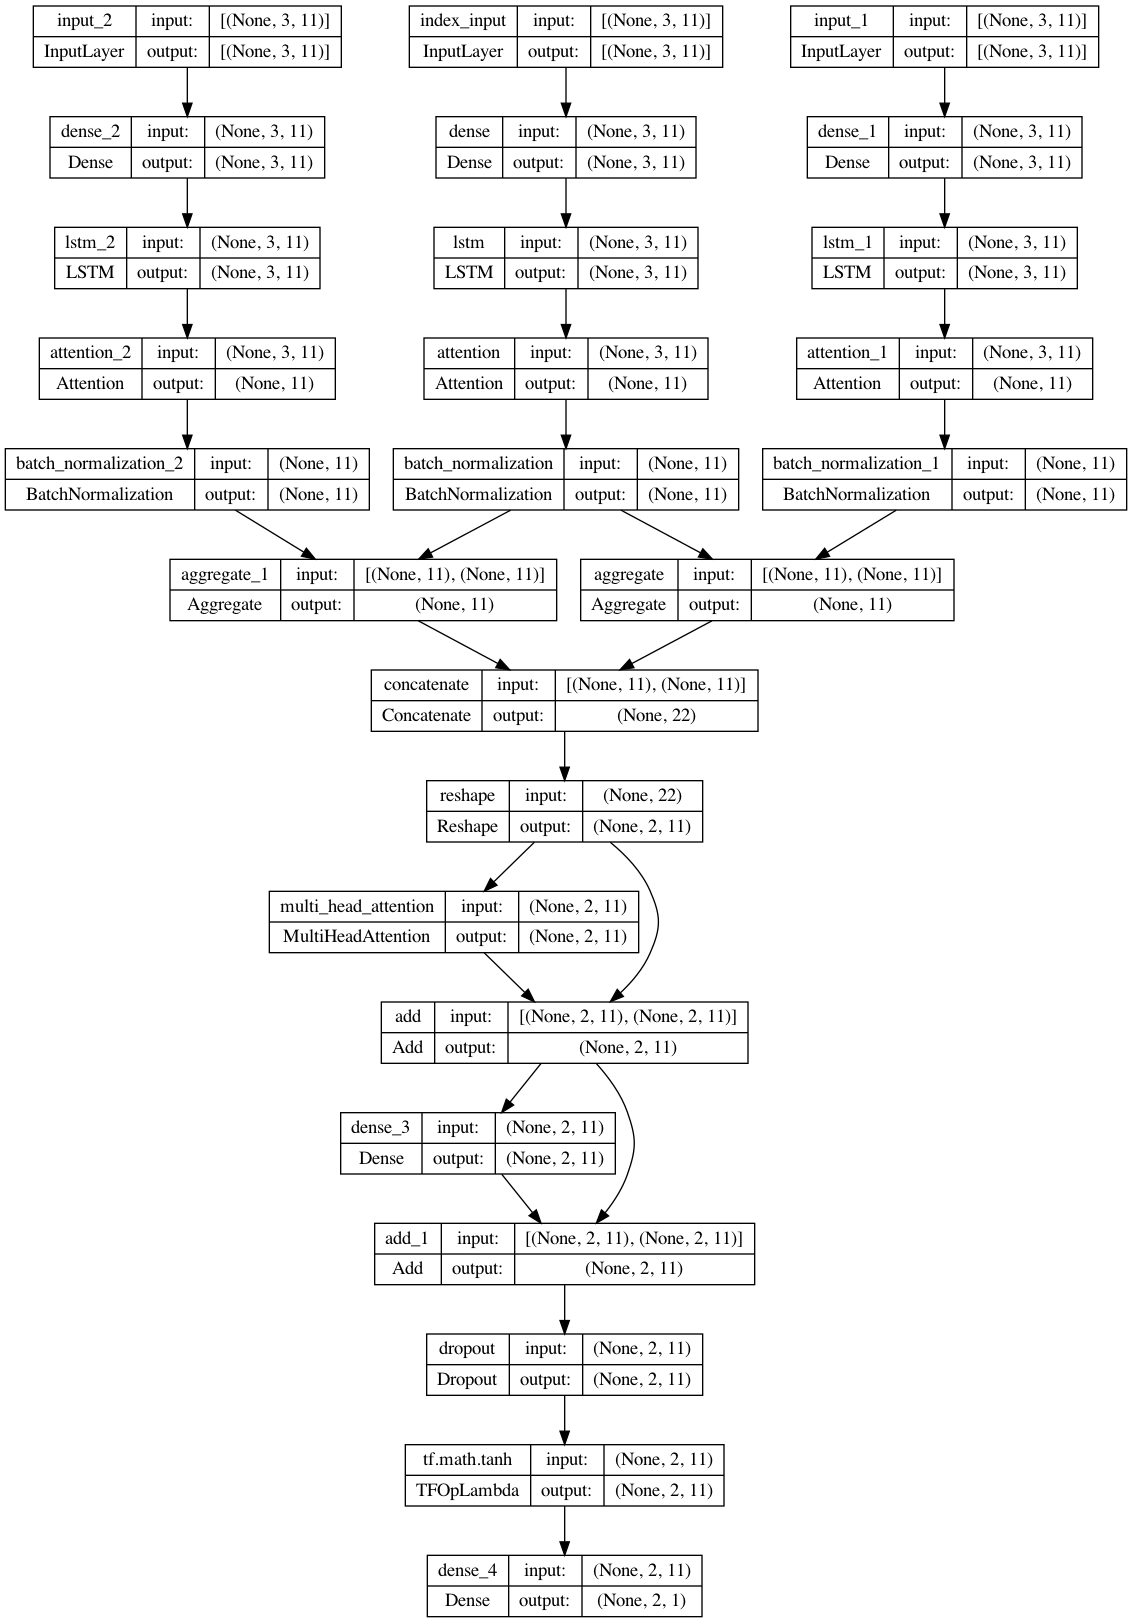 input_2 input: [(None, 3, 11)]
InputLayer output: [(None, 3, 11)]
index_input input: [(None, 3, 11)]
InputLayer output: [(None, 3, 11)]
input_1 input: [(None, 3, 11)]
InputLayer output: [(None, 3, 11)]
dense_2 input: (None, 3, 11)
Dense output: (None, 3, 11)
dense input: (None, 3, 11)
Dense output: (None, 3, 11)
dense_1 input: (None, 3, 11)
Dense output: (None, 3, 11)
lstm_2 input: (None, 3, 11)
LSTM output: (None, 3, 11)
lstm input: (None, 3, 11)
LSTM output: (None, 3, 11)
lstm_1 input: (None, 3, 11)
LSTM output: (None, 3, 11)
attention_2 input: (None, 3, 11)
Attention output: (None, 11)
attention input: (None, 3, 11)
Attention output: (None, 11)
attention_1 input: (None, 3, 11)
Attention output: (None, 11)
batch_normalization_2 input: (None, 11)
BatchNormalization output: (None, 11)
batch_normalization input: (None, 11)
BatchNormalization output: (None, 11)
batch_normalization_1 input: (None, 11)
BatchNormalization output: (None, 11)
aggregate_1 input: [(None, 11), (None, 11)]
Aggregate output: (None, 11)
aggregate input: [(None, 11), (None, 11)]
Aggregate output: (None, 11)
concatenate input: [(None, 11), (None, 11)]
Concatenate output: (None, 22)
reshape input: (None, 22)
Reshape output: (None, 2, 11)
multi_head_attention input: (None, 2, 11)
MultiHeadAttention output: (None, 2, 11)
add input: [(None, 2, 11), (None, 2, 11)]
Add output: (None, 2, 11)
dense_3 input: (None, 2, 11)
Dense output: (None, 2, 11)
add_1 input: [(None, 2, 11), (None, 2, 11)]
Add output: (None, 2, 11)
dropout input: (None, 2, 11)
Dropout output: (None, 2, 11)
tf.math.tanh input: (None, 2, 11)
TFOpLambda output: (None, 2, 11)
dense_4 input: (None, 2, 11)
Dense output: (None, 2, 1)